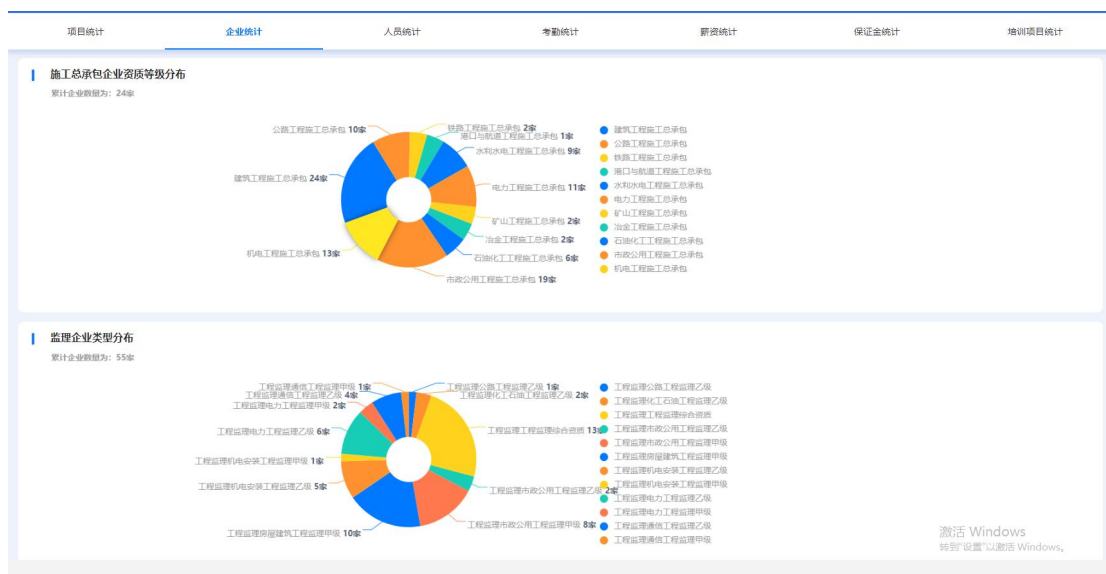 项目统计 企业统计 人员统计 考勤统计 薪资统计 保证金统计 培训项目统计
施工总承包企业资质等级分布
累计企业数量为：24家
公路工程施工总承包 10家
建筑工程施工总承包 24家
机电工程施工总承包 13家
铁路工程施工总承包 2家
港口与航道工程施工总承包 1家
水利水电工程施工总承包 9家
电力工程施工总承包 11家
矿山工程施工总承包 2家
冶金工程施工总承包 2家
石油化工工程施工总承包 6家
市政公用工程施工总承包 19家
建筑工程施工总承包
公路工程施工总承包
铁路工程施工总承包
港口与航道工程施工总承包
水利水电工程施工总承包
电力工程施工总承包
矿山工程施工总承包
冶金工程施工总承包
石油化工工程施工总承包
市政公用工程施工总承包
机电工程施工总承包
监理企业类型分布
累计企业数量为：55家
工程监理通信工程监理甲级 1家
工程监理通信工程监理乙级 4家
工程监理电力工程监理甲级 2家
工程监理电力工程监理乙级 6家
工程监理机电安装工程监理甲级 1家
工程监理机电安装工程监理乙级 5家
工程监理房屋建筑工程监理甲级 10家
工程监理公路工程监理乙级 1家
工程监理化工石油工程监理乙级 2家
工程监理工程监理综合资质 13家
工程监理市政公用工程监理乙级 2家
工程监理市政公用工程监理甲级 8家
工程监理公路工程监理乙级
工程监理化工石油工程监理乙级
工程监理工程监理综合资质
工程监理市政公用工程监理乙级
工程监理市政公用工程监理甲级
工程监理房屋建筑工程监理甲级
工程监理机电安装工程监理乙级
工程监理机电安装工程监理甲级
工程监理电力工程监理乙级
工程监理电力工程监理甲级
工程监理通信工程监理乙级
工程监理通信工程监理甲级
激活 Windows
转到"设置"以激活 Windows。